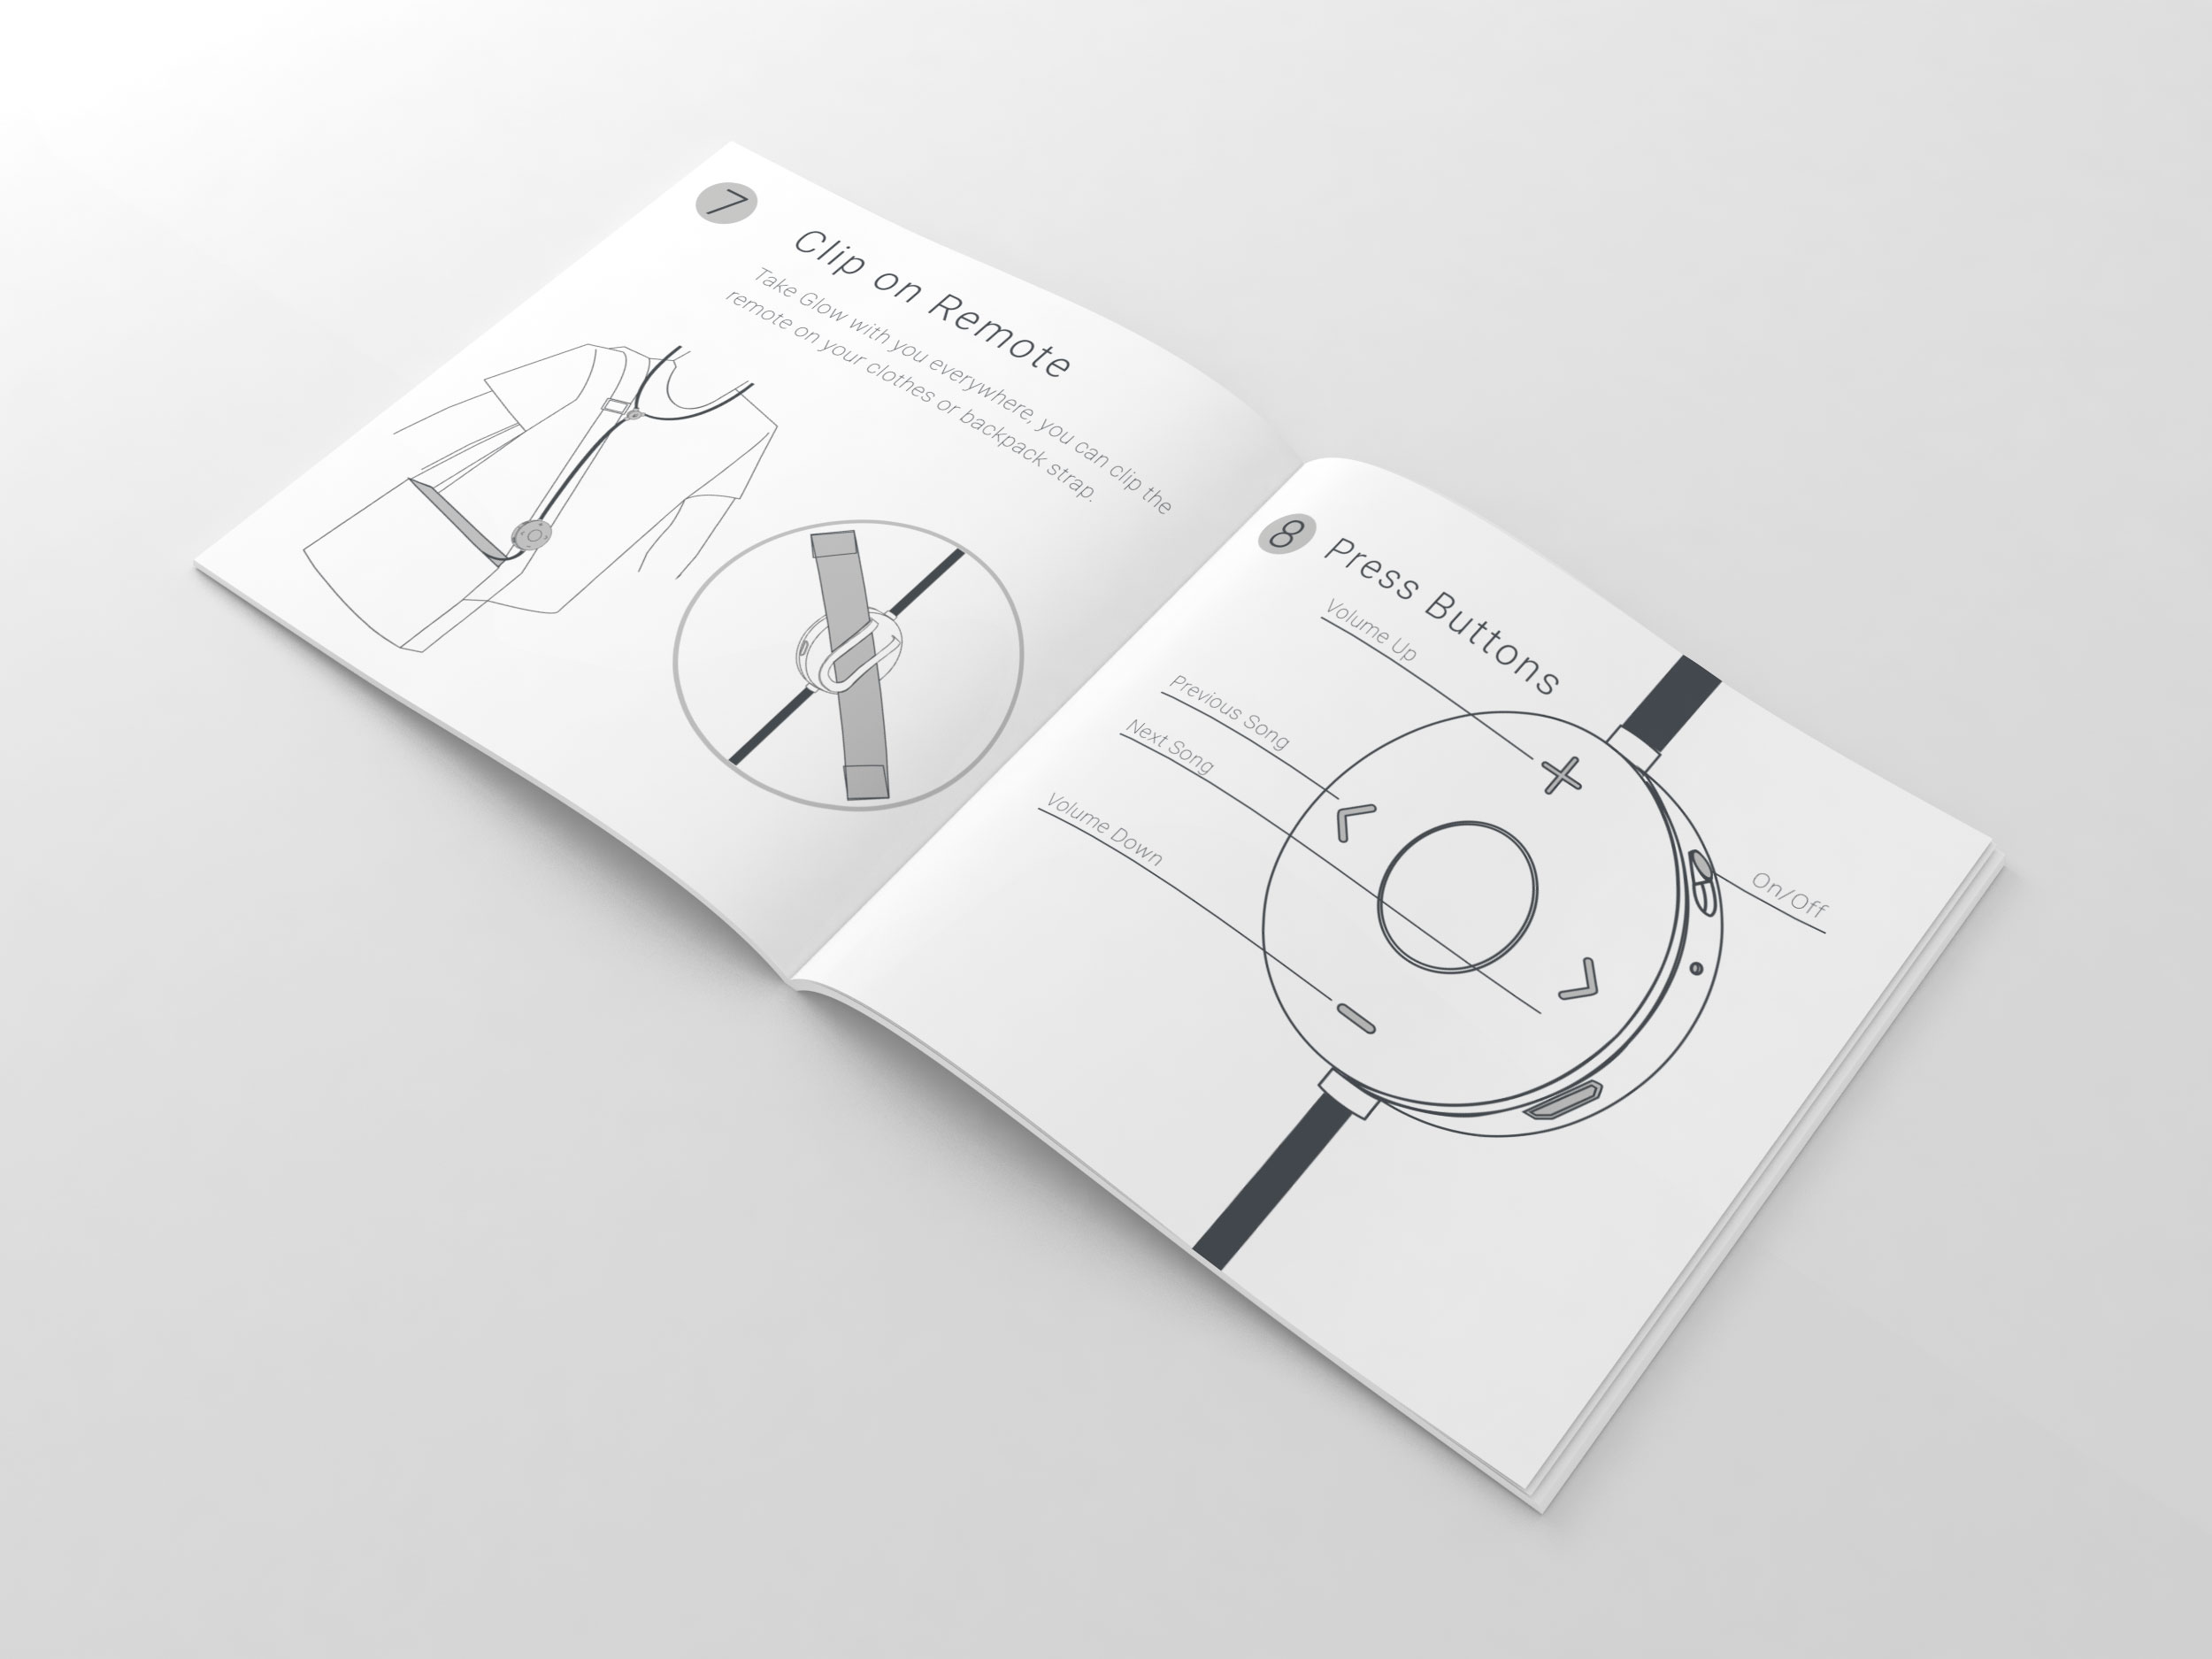 7
Clip on Remote
Take Glow with you everywhere, you can clip the
remote on your clothes or backpack strap.
8
Press Buttons
Volume Up
Previous Song
Next Song
Volume Down
On/Off